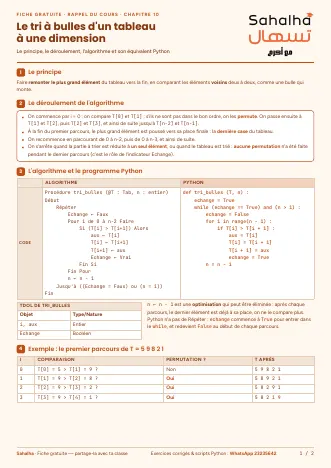 FICHE GRATUITE · RAPPEL DU COURS · CHAPITRE 10
Le tri à bulles d'un tableau
à une dimension
Le principe, le déroulement, l'algorithme et son équivalent Python
Sahalha
تسهال
مع أكرم
1 Le principe
Faire remonter le plus grand élément du tableau vers la fin, en comparant les éléments voisins deux à deux, comme une bulle qui
monte.
2 Le déroulement de l'algorithme
On commence par i = 0 : on compare T[0] et T[1] ; s'ils ne sont pas dans le bon ordre, on les permute. On passe ensuite à
T[1] et T[2], puis T[2] et T[3], et ainsi de suite jusqu'à T[n-2] et T[n-1].
À la fin du premier parcours, le plus grand élément est poussé vers sa place finale : la dernière case du tableau.
On recommence en parcourant de 0 à n-2, puis de 0 à n-3, et ainsi de suite.
On s'arrête quand la partie à trier est réduite à un seul élément, ou quand le tableau est trié : aucune permutation n'a été faite
pendant le dernier parcours (c'est le rôle de l'indicateur Echange).
3 L'algorithme et le programme Python
ALGORITHME PYTHON
CODE
Procédure tri_bulles (@T : Tab, n : entier)
Début
Répéter
Echange ← Faux
Pour i de 0 à n-2 Faire
Si (T[i] > T[i+1]) Alors
aux ← T[i]
T[i] ← T[i+1]
T[i+1] ← aux
Echange ← Vrai
Fin Si
Fin Pour
n ← n - 1
Jusqu'à ((Echange = Faux) ou (n = 1))
Fin
def tri_bulles (T, n) :
echange = True
while (echange == True) and (n > 1) :
echange = False
for i in range(n - 1) :
if T[i] > T[i + 1] :
aux = T[i]
T[i] = T[i + 1]
T[i + 1] = aux
echange = True
n = n - 1
TDOL DE TRI_BULLES
Objet Type/Nature
i, aux Entier
Echange Booléen
n ← n - 1 est une optimisation qui peut être éliminée : après chaque
parcours, le dernier élément est déjà à sa place, on ne le compare plus.
Python n'a pas de Répéter : echange commence à True pour entrer dans
le while, et redevient False au début de chaque parcours.
4 Exemple : le premier parcours de T = 5 9 8 2 1
I COMPARAISON PERMUTATION ? T APRÈS
0 T[0] = 5 > T[1] = 9 ? Non 5 9 8 2 1
1 T[1] = 9 > T[2] = 8 ? Oui 5 8 9 2 1
2 T[2] = 9 > T[3] = 2 ? Oui 5 8 2 9 1
3 T[3] = 9 > T[4] = 1 ? Oui 5 8 2 1 9
Sahalha · Fiche gratuite — partage-la avec ta classe
Exercices corrigés & scripts Python : WhatsApp 23035642
1 / 2